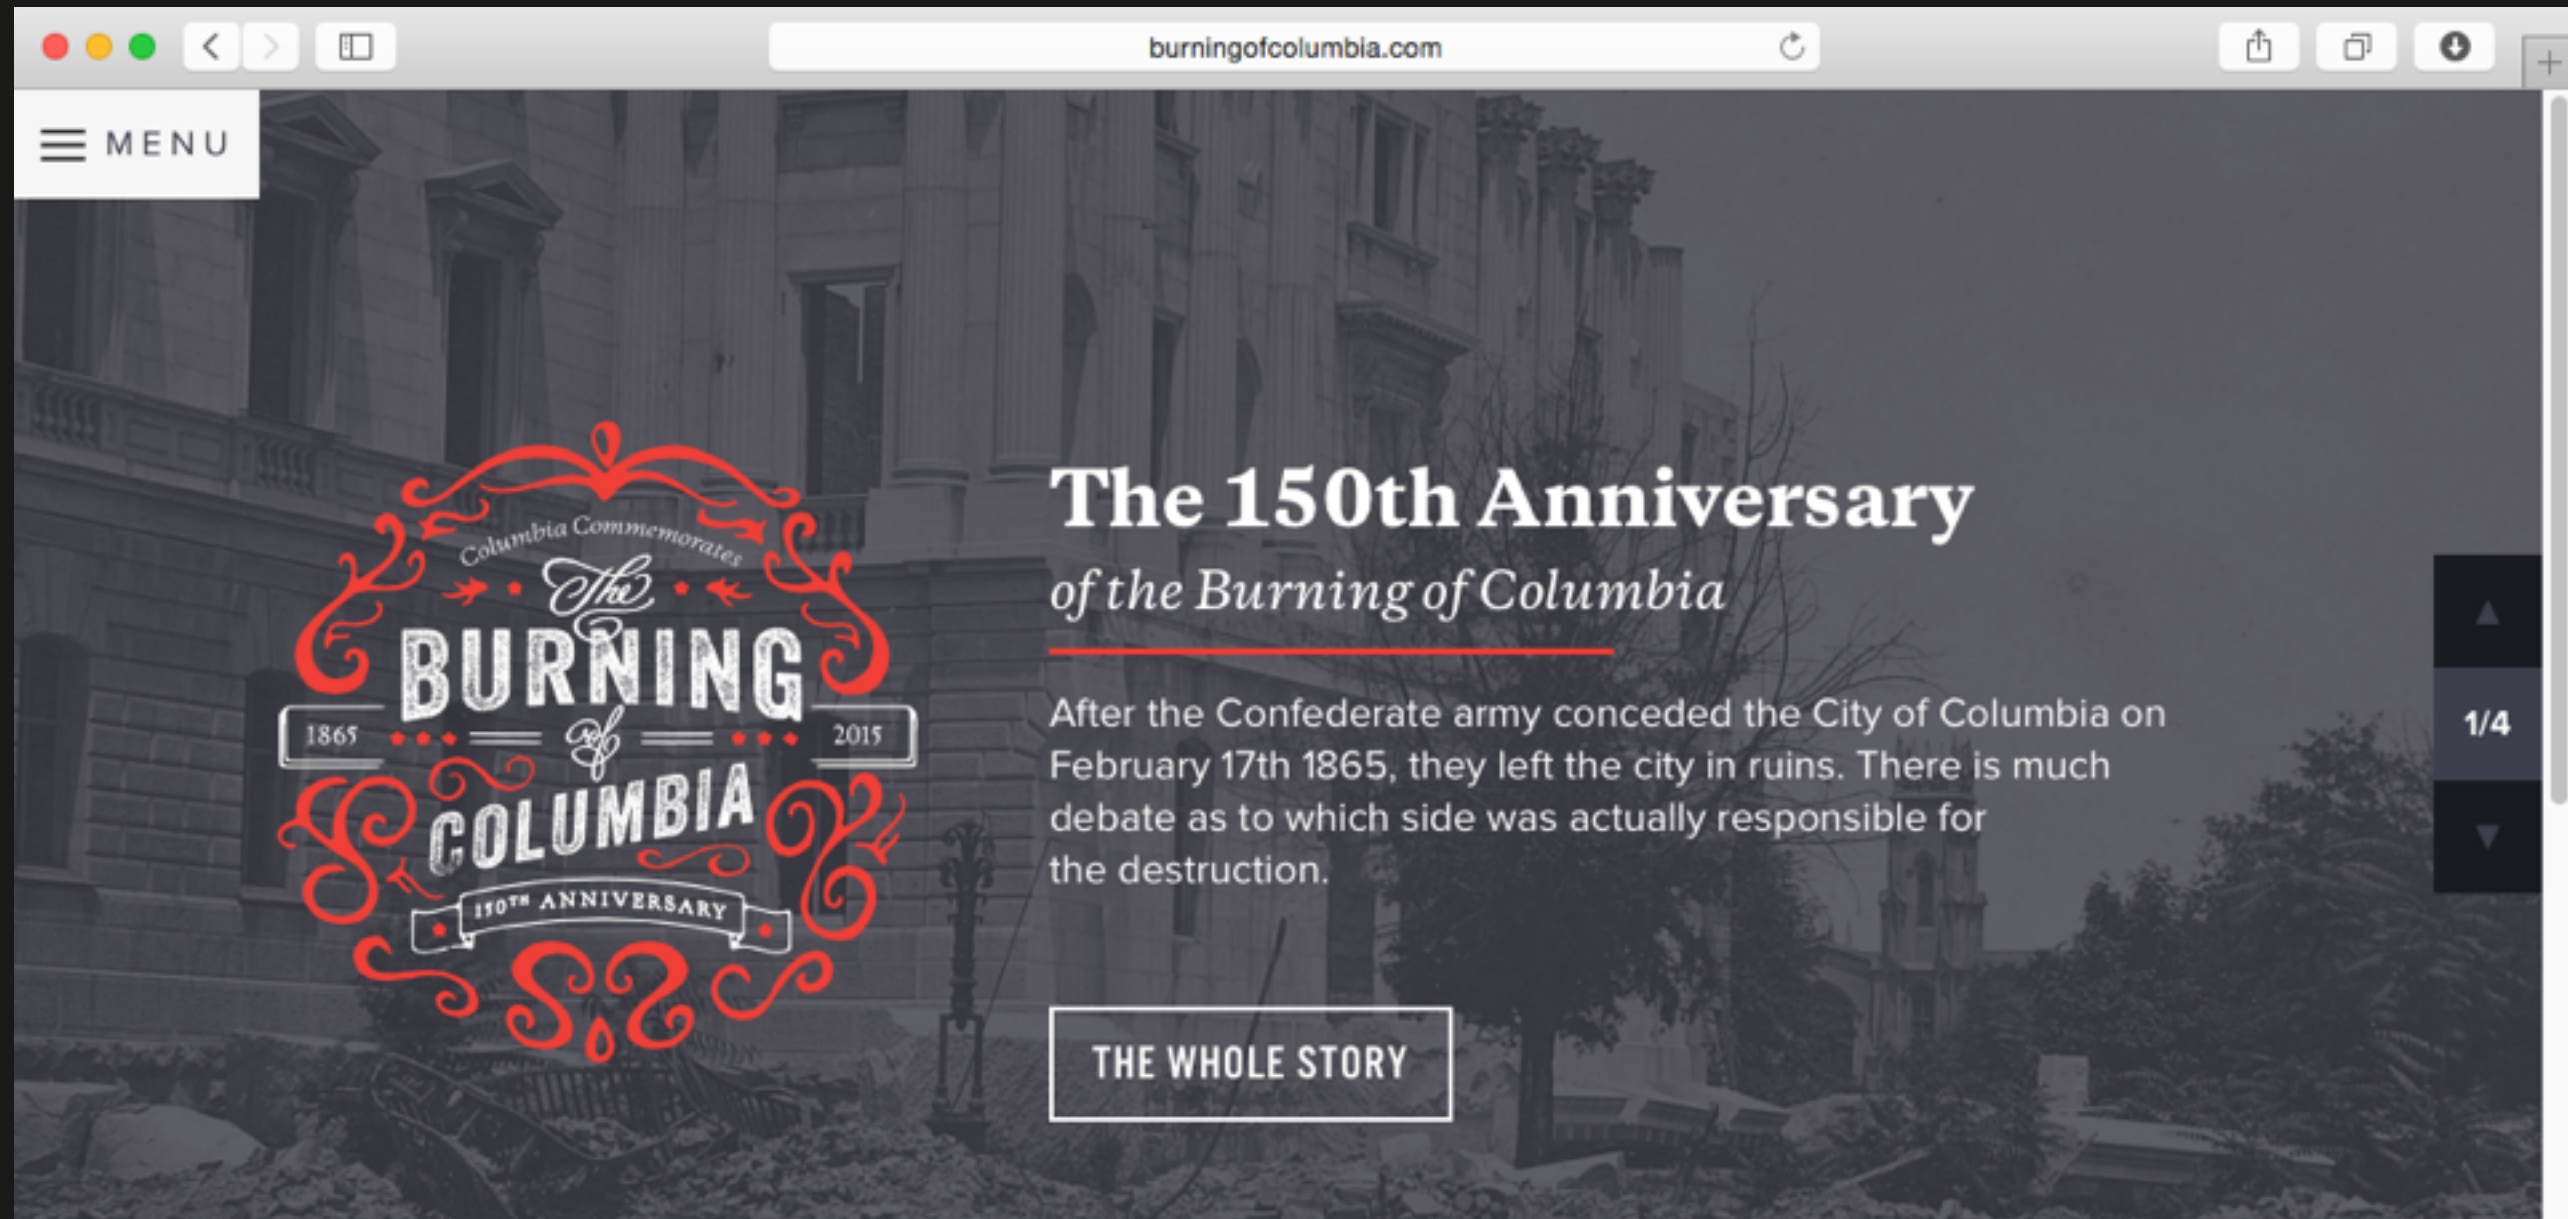 burningofcolumbia.com
MENU
Columbia Commemorates
The
BURNING
1865 of 2015
COLUMBIA
150TH ANNIVERSARY
The 150th Anniversary
of the Burning of Columbia
After the Confederate army conceded the City of Columbia on
February 17th 1865, they left the city in ruins. There is much
debate as to which side was actually responsible for
the destruction.
THE WHOLE STORY
1/4